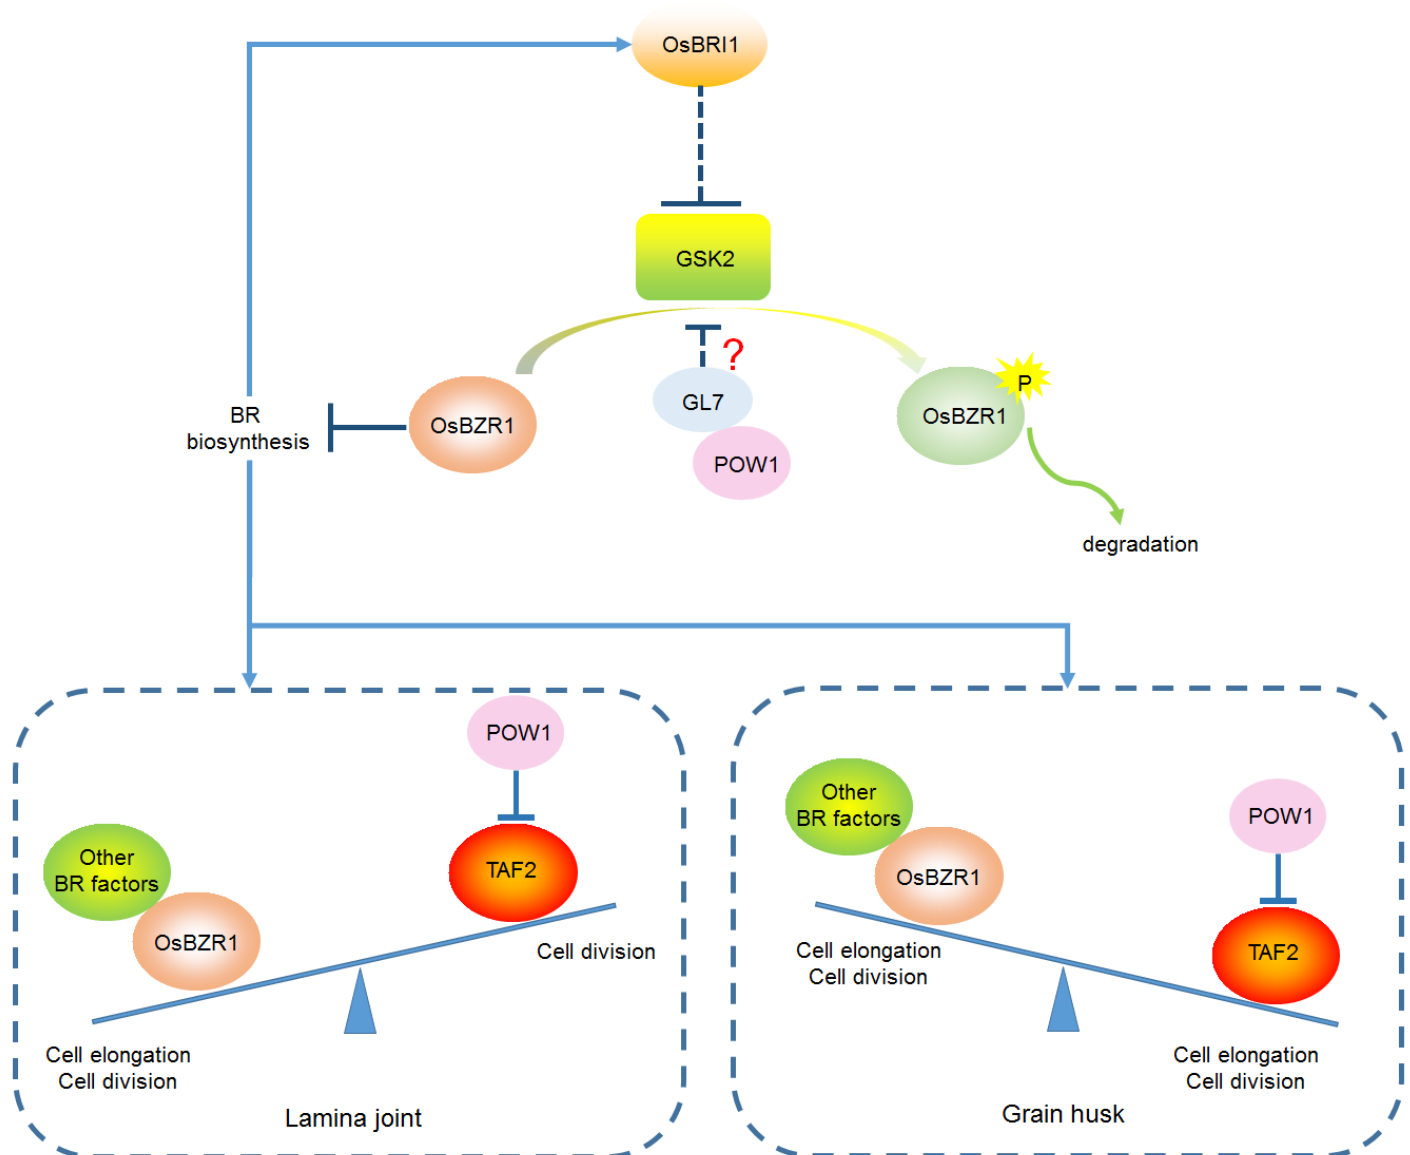 OsBRI1
GSK2
?
GL7
POW1
P
OsBZR1
OsBZR1
BR
biosynthesis
degradation
POW1
TAF2
Other
BR factors
OsBZR1
Cell division
Cell elongation
Cell division
Lamina joint
Other
BR factors
OsBZR1
POW1
TAF2
Cell elongation
Cell division
Cell elongation
Cell division
Grain husk